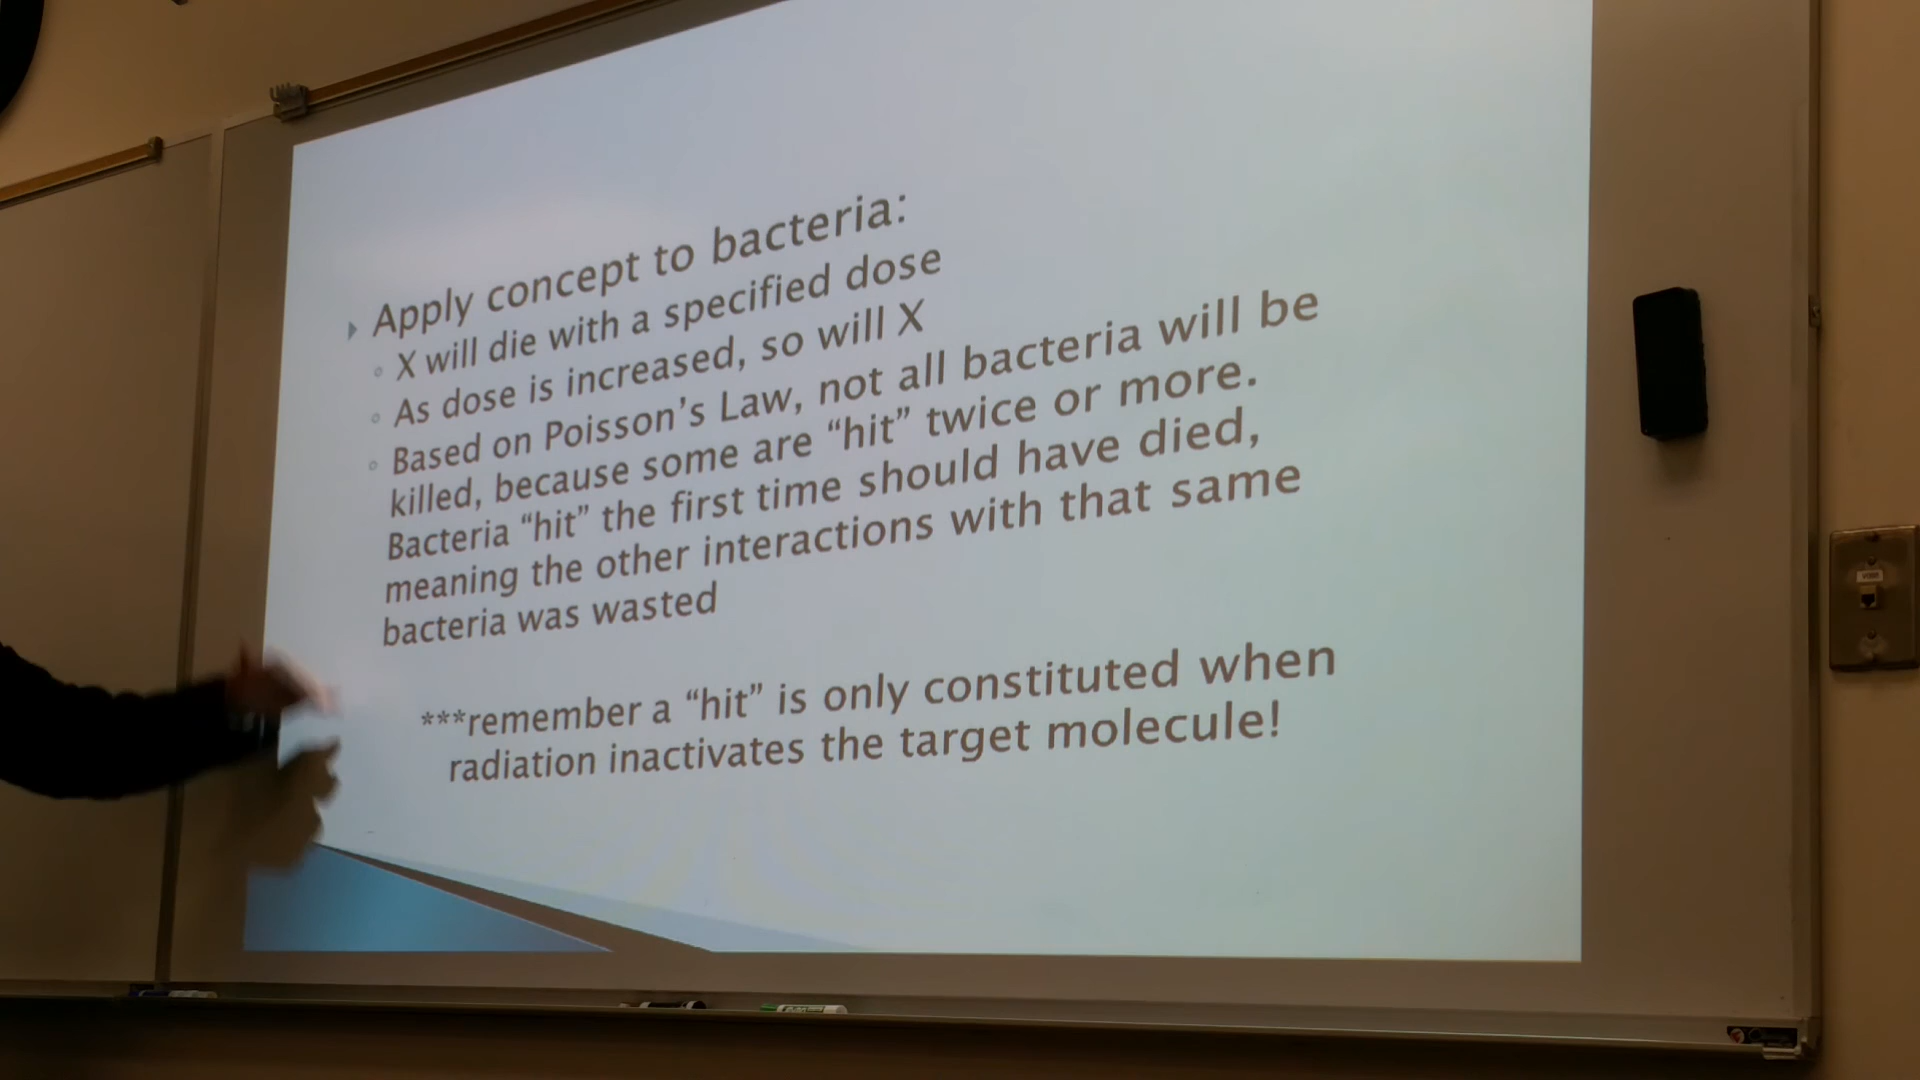 Apply concept to bacteria:
X will die with a specified dose
As dose is increased, so will X
Based on Poisson's Law, not all bacteria will be
killed, because some are “hit” twice or more.
Bacteria “hit” the first time should have died,
meaning the other interactions with that same
bacteria was wasted
***remember a “hit” is only constituted when
radiation inactivates the target molecule!